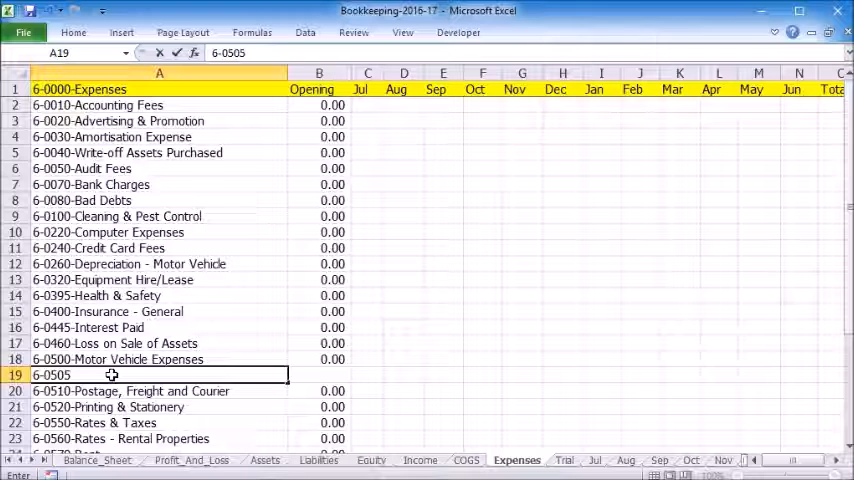 Bookkeeping-2016-17 - Microsoft Excel
File Home Insert Page Layout Formulas Data Review View Developer
A19 fx 6-0505
A B C D E F G H I J K L M N
1 6-0000-Expenses Opening Jul Aug Sep Oct Nov Dec Jan Feb Mar Apr May Jun Tota
2 6-0010-Accounting Fees 0.00
3 6-0020-Advertising & Promotion 0.00
4 6-0030-Amortisation Expense 0.00
5 6-0040-Write-off Assets Purchased 0.00
6 6-0050-Audit Fees 0.00
7 6-0070-Bank Charges 0.00
8 6-0080-Bad Debts 0.00
9 6-0100-Cleaning & Pest Control 0.00
10 6-0220-Computer Expenses 0.00
11 6-0240-Credit Card Fees 0.00
12 6-0260-Depreciation - Motor Vehicle 0.00
13 6-0320-Equipment Hire/Lease 0.00
14 6-0395-Health & Safety 0.00
15 6-0400-Insurance - General 0.00
16 6-0445-Interest Paid 0.00
17 6-0460-Loss on Sale of Assets 0.00
18 6-0500-Motor Vehicle Expenses 0.00
19 6-0505
20 6-0510-Postage, Freight and Courier 0.00
21 6-0520-Printing & Stationery 0.00
22 6-0550-Rates & Taxes 0.00
23 6-0560-Rates - Rental Properties 0.00
Balance_Sheet Profit_And_Loss Assets Liabilities Equity Income COGS Expenses Trial Jul Aug Sep Oct Nov
Enter 100%